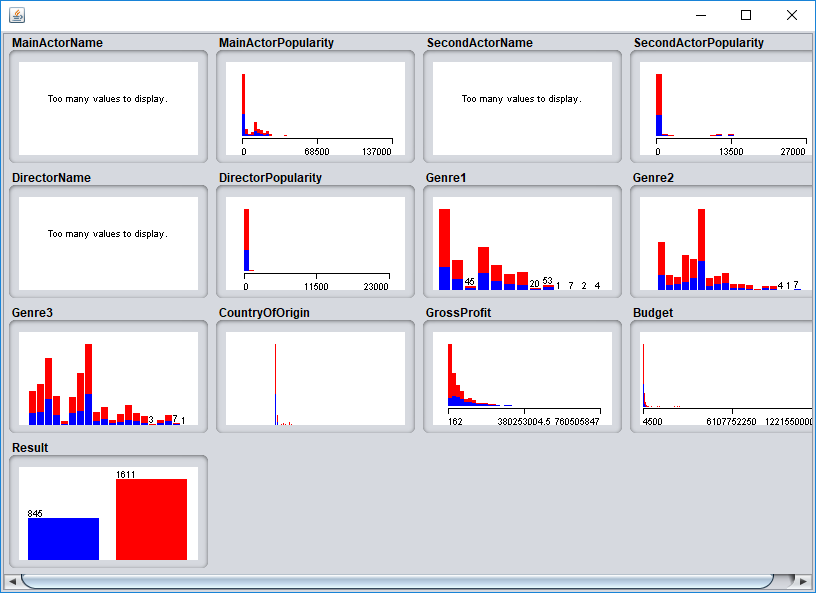 MainActorName MainActorPopularity SecondActorName SecondActorPopularity
Too many values to display. Too many values to display.
0 68500 137000 0 13500 27000
DirectorName DirectorPopularity Genre1 Genre2
Too many values to display.
0 11500 23000 45 20 53 1 7 2 4 4 1 7
Genre3 CountryOfOrigin GrossProfit Budget
3 7 1 162 380253004.5 760505847 4500 6107752250 1221550000
Result
845 1611